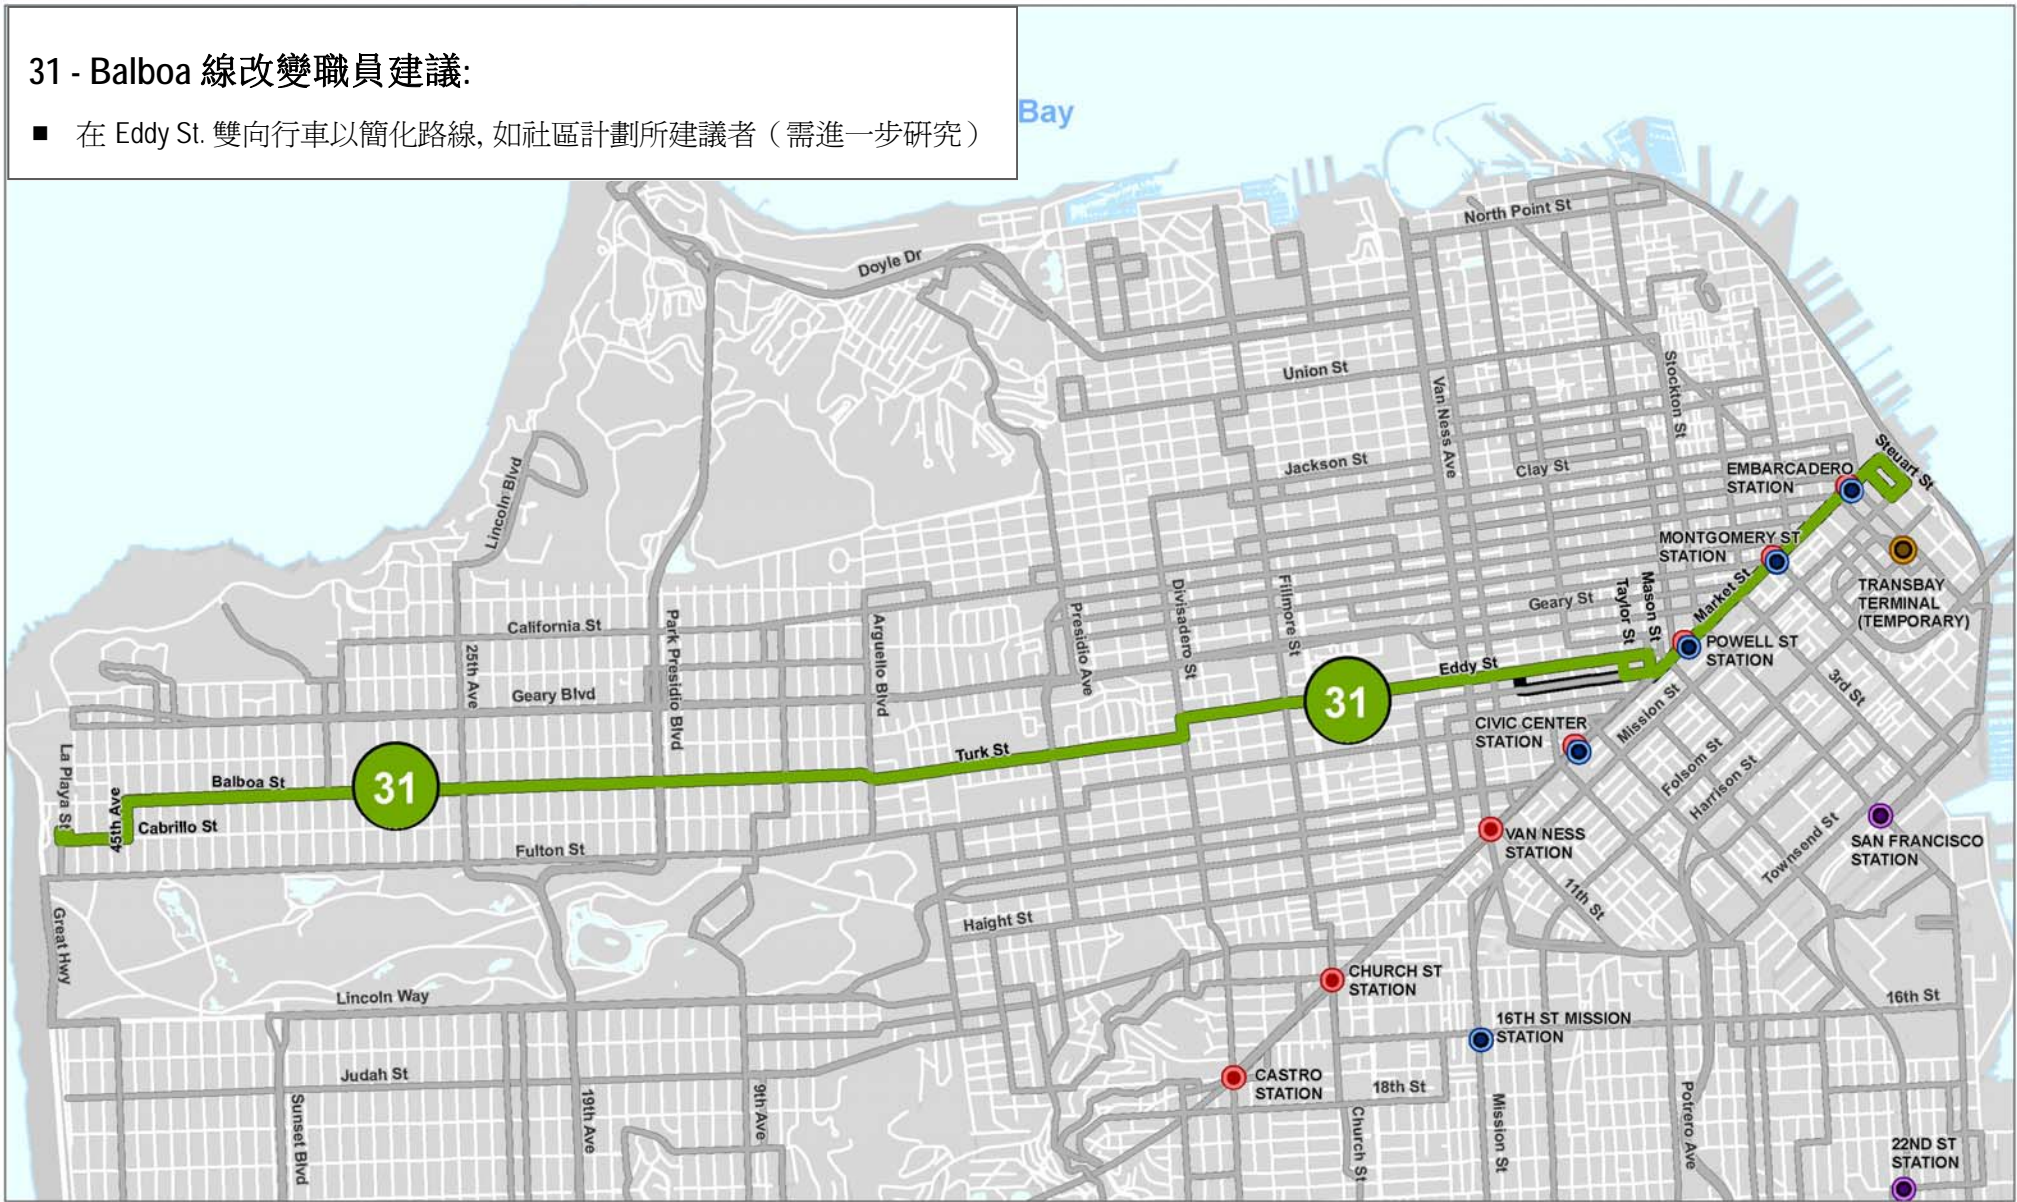 31 - Balboa 線改變職員建議:
■ 在 Eddy St. 雙向行車以簡化路線, 如社區計劃所建議者（需進一步研究）
Bay
North Point St
Doyle Dr
Union St
Stockton St
Van Ness Ave
Jackson St
Clay St
Steuart St
EMBARCADERO
STATION
Lincoln Blvd
MONTGOMERY ST
STATION
TRANSBAY
TERMINAL
(TEMPORARY)
Market St
Mason St
Taylor St
Geary St
Fillmore St
Divisadero St
Presidio Ave
Arguello Blvd
Park Presidio Blvd
California St
25th Ave
Geary Blvd
POWELL ST
STATION
Eddy St
31
3rd St
Mission St
CIVIC CENTER
STATION
Folsom St
Harrison St
Turk St
La Playa St
Balboa St
31
45th Ave
Cabrillo St
Fulton St
VAN NESS
STATION
Townsend St
SAN FRANCISCO
STATION
11th St
Haight St
Great Hwy
CHURCH ST
STATION
Lincoln Way
16th St
16TH ST MISSION
STATION
Judah St
CASTRO
STATION
18th St
Sunset Blvd
19th Ave
9th Ave
Church St
Mission St
Potrero Ave
22ND ST
STATION